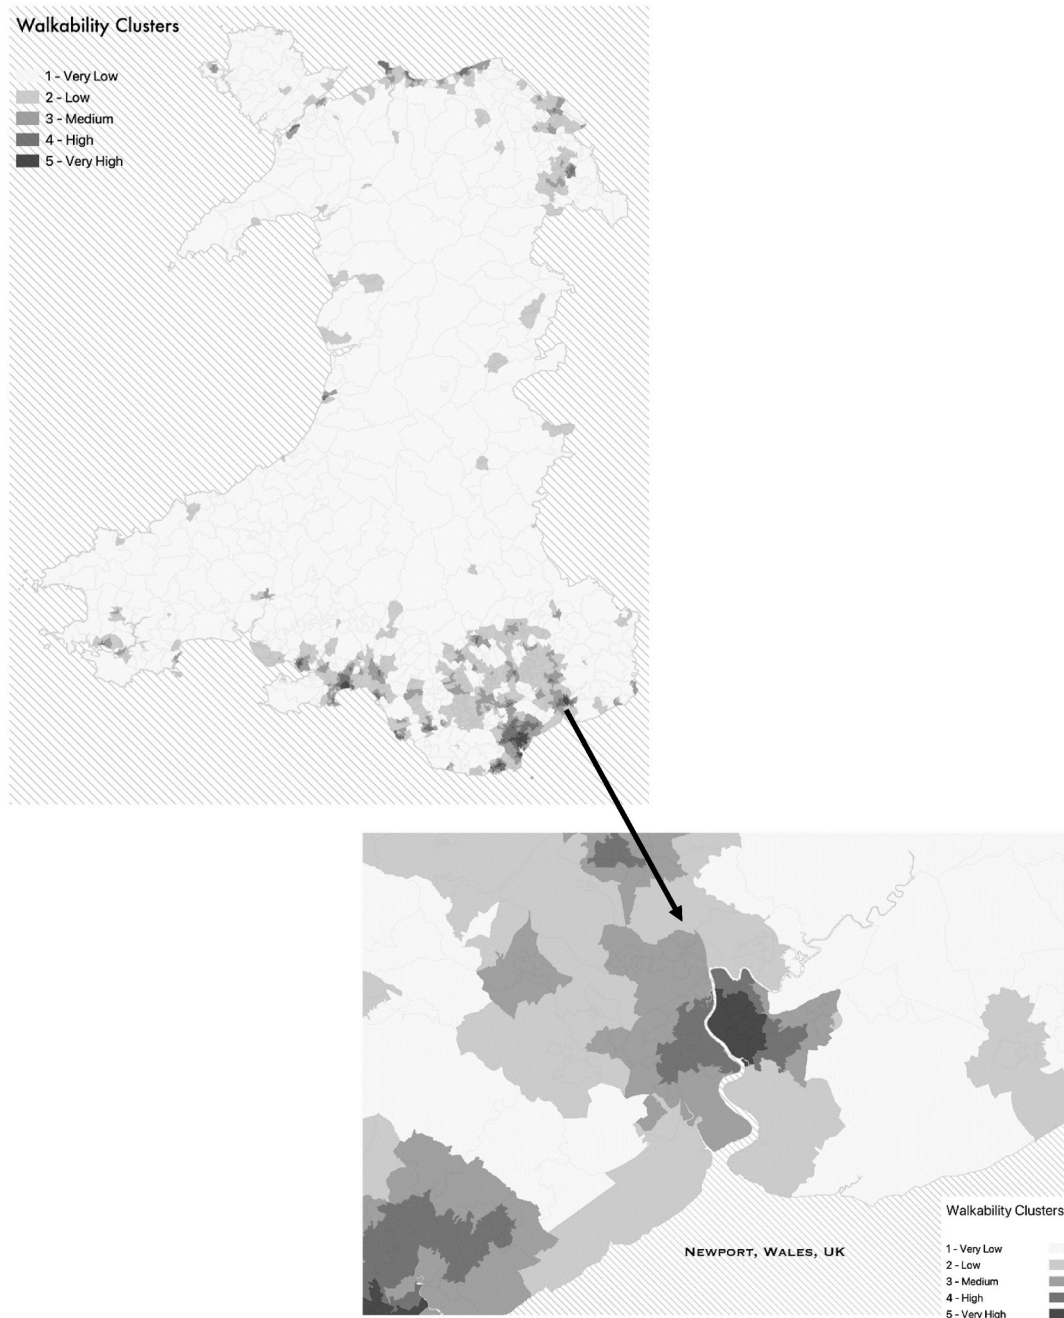 Walkability Clusters
1 - Very Low
2 - Low
3 - Medium
4 - High
5 - Very High
NEWPORT, WALES, UK
Walkability Clusters
1 - Very Low
2 - Low
3 - Medium
4 - High
5 - Very High